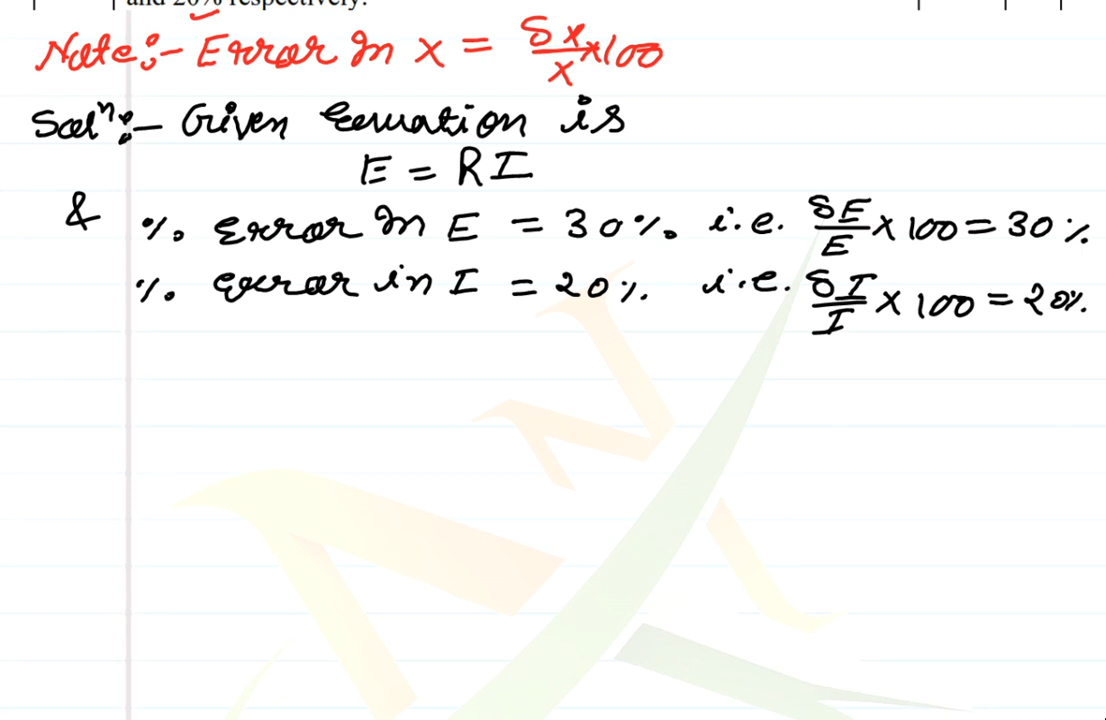 and 20% respectively.
Note:- Error In x = δx/x × 100
Solⁿ:- Given Equation is
E = RI
& %. Error In E = 30%. i.e. δE/E × 100 = 30%
%. Error in I = 20%. i.e. δI/I × 100 = 20%.